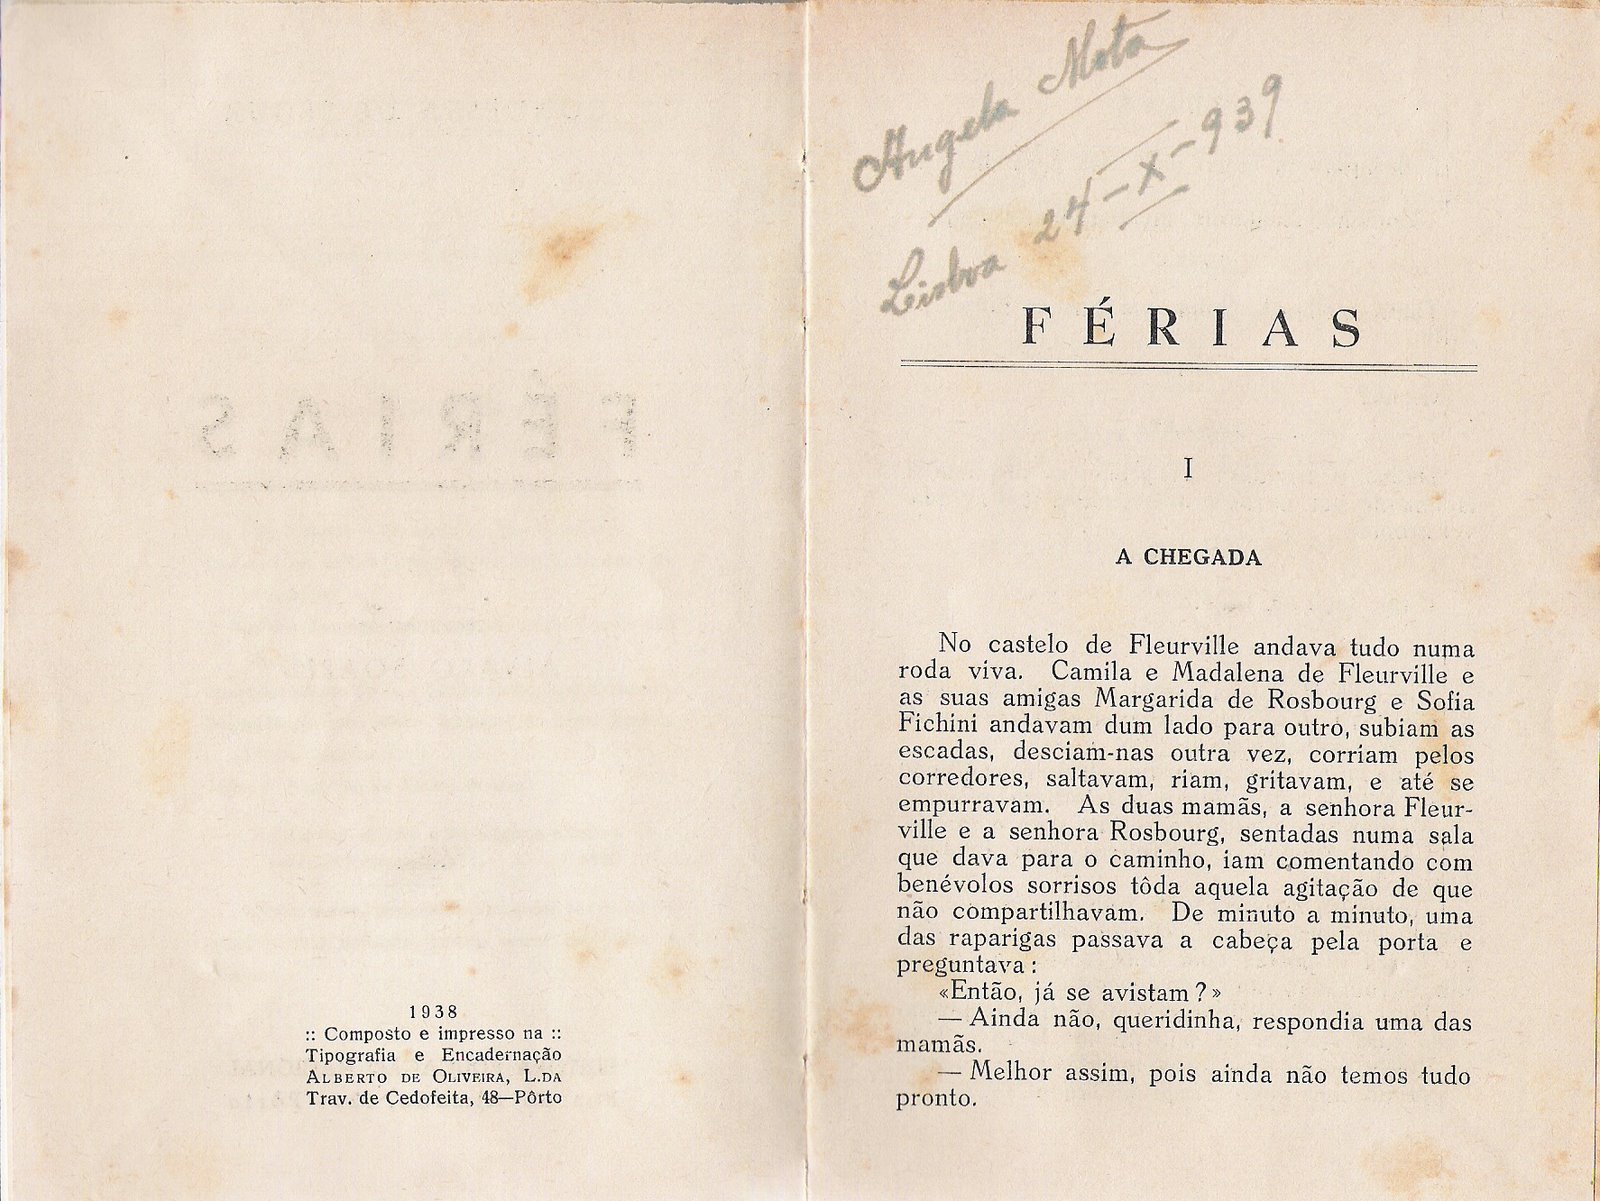 1938
:: Composto e impresso na ::
Tipografia e Encadernação
ALBERTO DE OLIVEIRA, L.DA
Trav. de Cedofeita, 48—Pôrto
Angela Mota
Lisboa 24-X-939
FÉRIAS
I
A CHEGADA
No castelo de Fleurville andava tudo numa
roda viva. Camila e Madalena de Fleurville e
as suas amigas Margarida de Rosbourg e Sofia
Fichini andavam dum lado para outro, subiam as
escadas, desciam-nas outra vez, corriam pelos
corredores, saltavam, riam, gritavam, e até se
empurravam. As duas mamãs, a senhora Fleur-
ville e a senhora Rosbourg, sentadas numa sala
que dava para o caminho, iam comentando com
benévolos sorrisos tôda aquela agitação de que
não compartilhavam. De minuto a minuto, uma
das raparigas passava a cabeça pela porta e
preguntava:
«Então, já se avistam?»
— Ainda não, queridinha, respondia uma das
mamãs.
— Melhor assim, pois ainda não temos tudo
pronto.